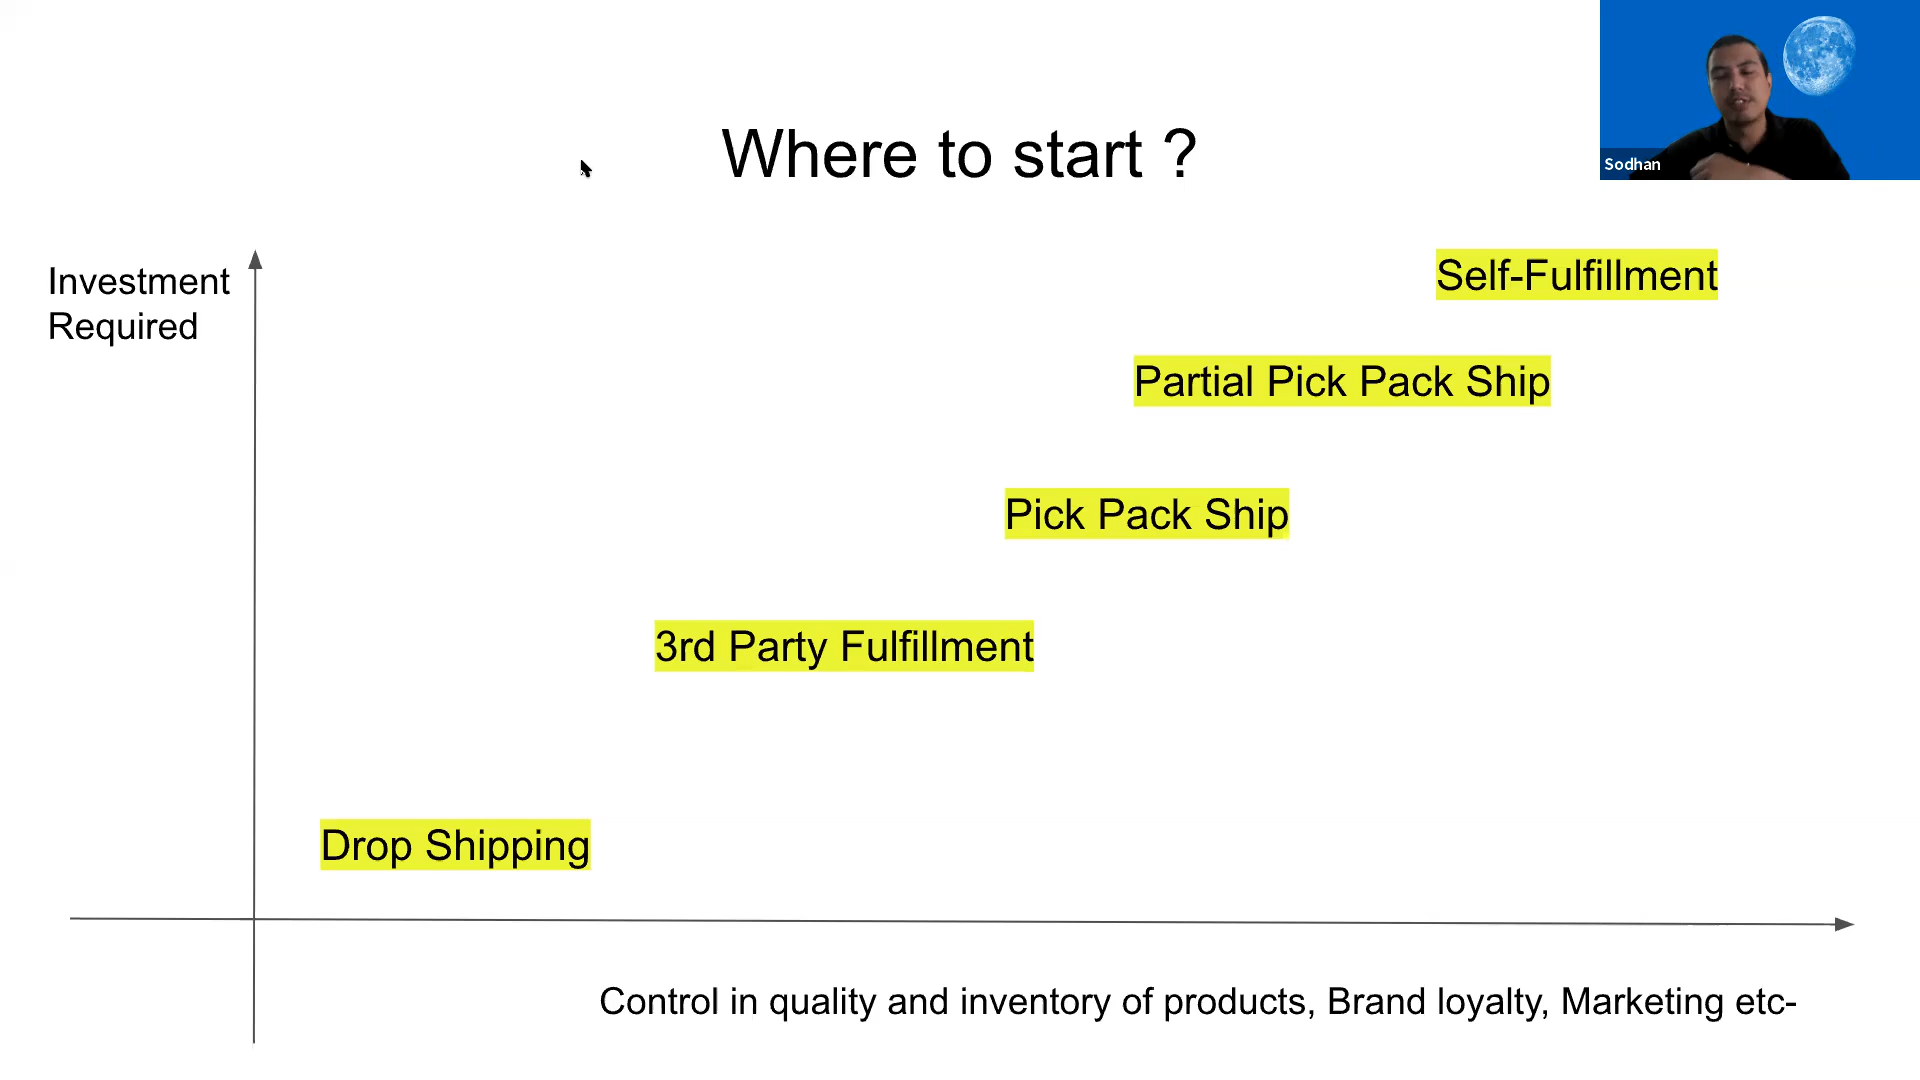 Where to start ?
Sodhan
Investment
Required
Self-Fulfillment
Partial Pick Pack Ship
Pick Pack Ship
3rd Party Fulfillment
Drop Shipping
Control in quality and inventory of products, Brand loyalty, Marketing etc-